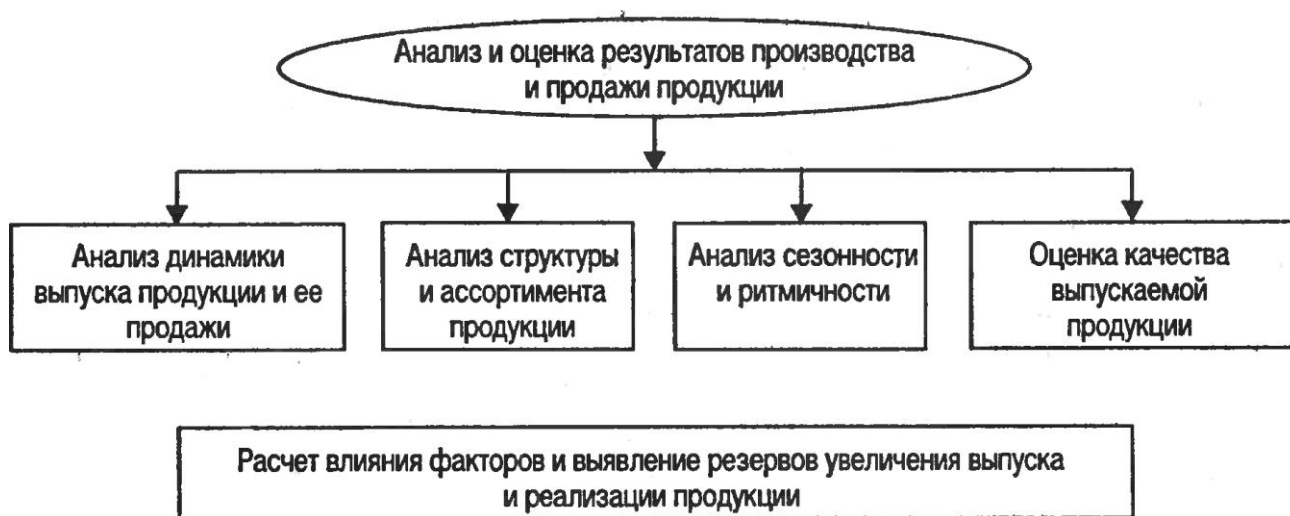 Анализ и оценка результатов производства
и продажи продукции
Анализ динамики
выпуска продукции и ее
продажи
Анализ структуры
и ассортимента
продукции
Анализ сезонности
и ритмичности
Оценка качества
выпускаемой
продукции
Расчет влияния факторов и выявление резервов увеличения выпуска
и реализации продукции